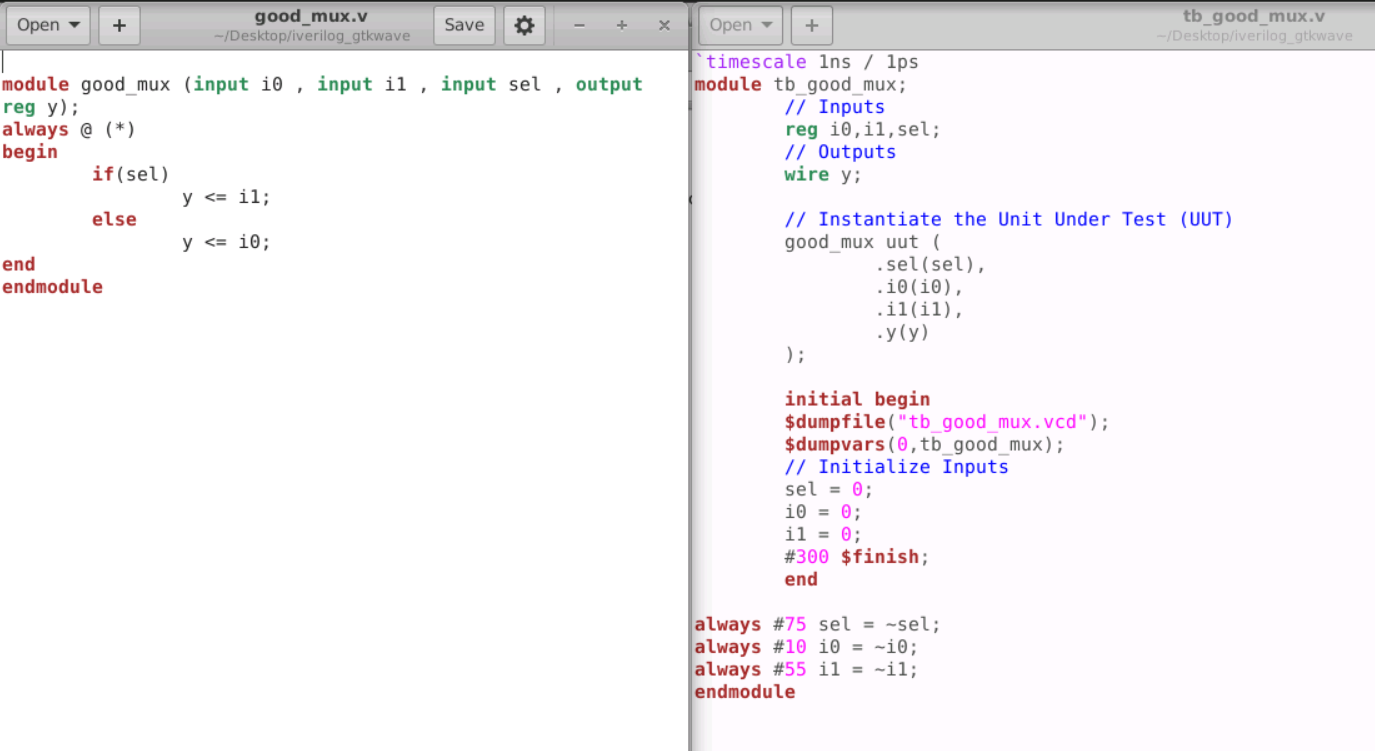 Open
+
good_mux.v
~/Desktop/iverilog_gtkwave
Save
module good_mux (input i0 , input i1 , input sel , output
reg y);
always @ (*)
begin
if(sel)
y <= i1;
else
y <= i0;
end
endmodule
Open
+
tb_good_mux.v
~/Desktop/iverilog_gtkwave
`timescale 1ns / 1ps
module tb_good_mux;
// Inputs
reg i0,i1,sel;
// Outputs
wire y;
// Instantiate the Unit Under Test (UUT)
good_mux uut (
.sel(sel),
.i0(i0),
.i1(i1),
.y(y)
);
initial begin
$dumpfile("tb_good_mux.vcd");
$dumpvars(0,tb_good_mux);
// Initialize Inputs
sel = 0;
i0 = 0;
i1 = 0;
#300 $finish;
end
always #75 sel = ~sel;
always #10 i0 = ~i0;
always #55 i1 = ~i1;
endmodule